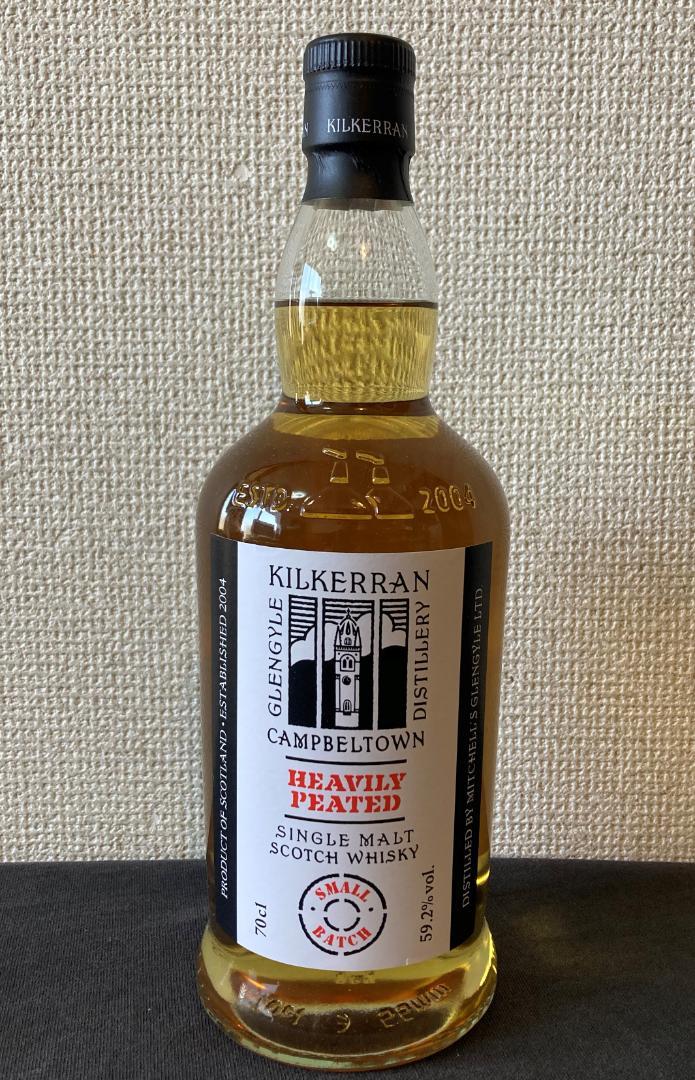 KILKERRAN
ESTD. 2004
KILKERRAN
GLENGYLE
DISTILLERY
CAMPBELTOWN
HEAVILY
PEATED
SINGLE MALT
SCOTCH WHISKY
SMALL
BATCH
70cl
59.2% vol.
PRODUCT OF SCOTLAND • ESTABLISHED 2004
DISTILLED BY MITCHELL'S GLENGYLE LTD
70cl